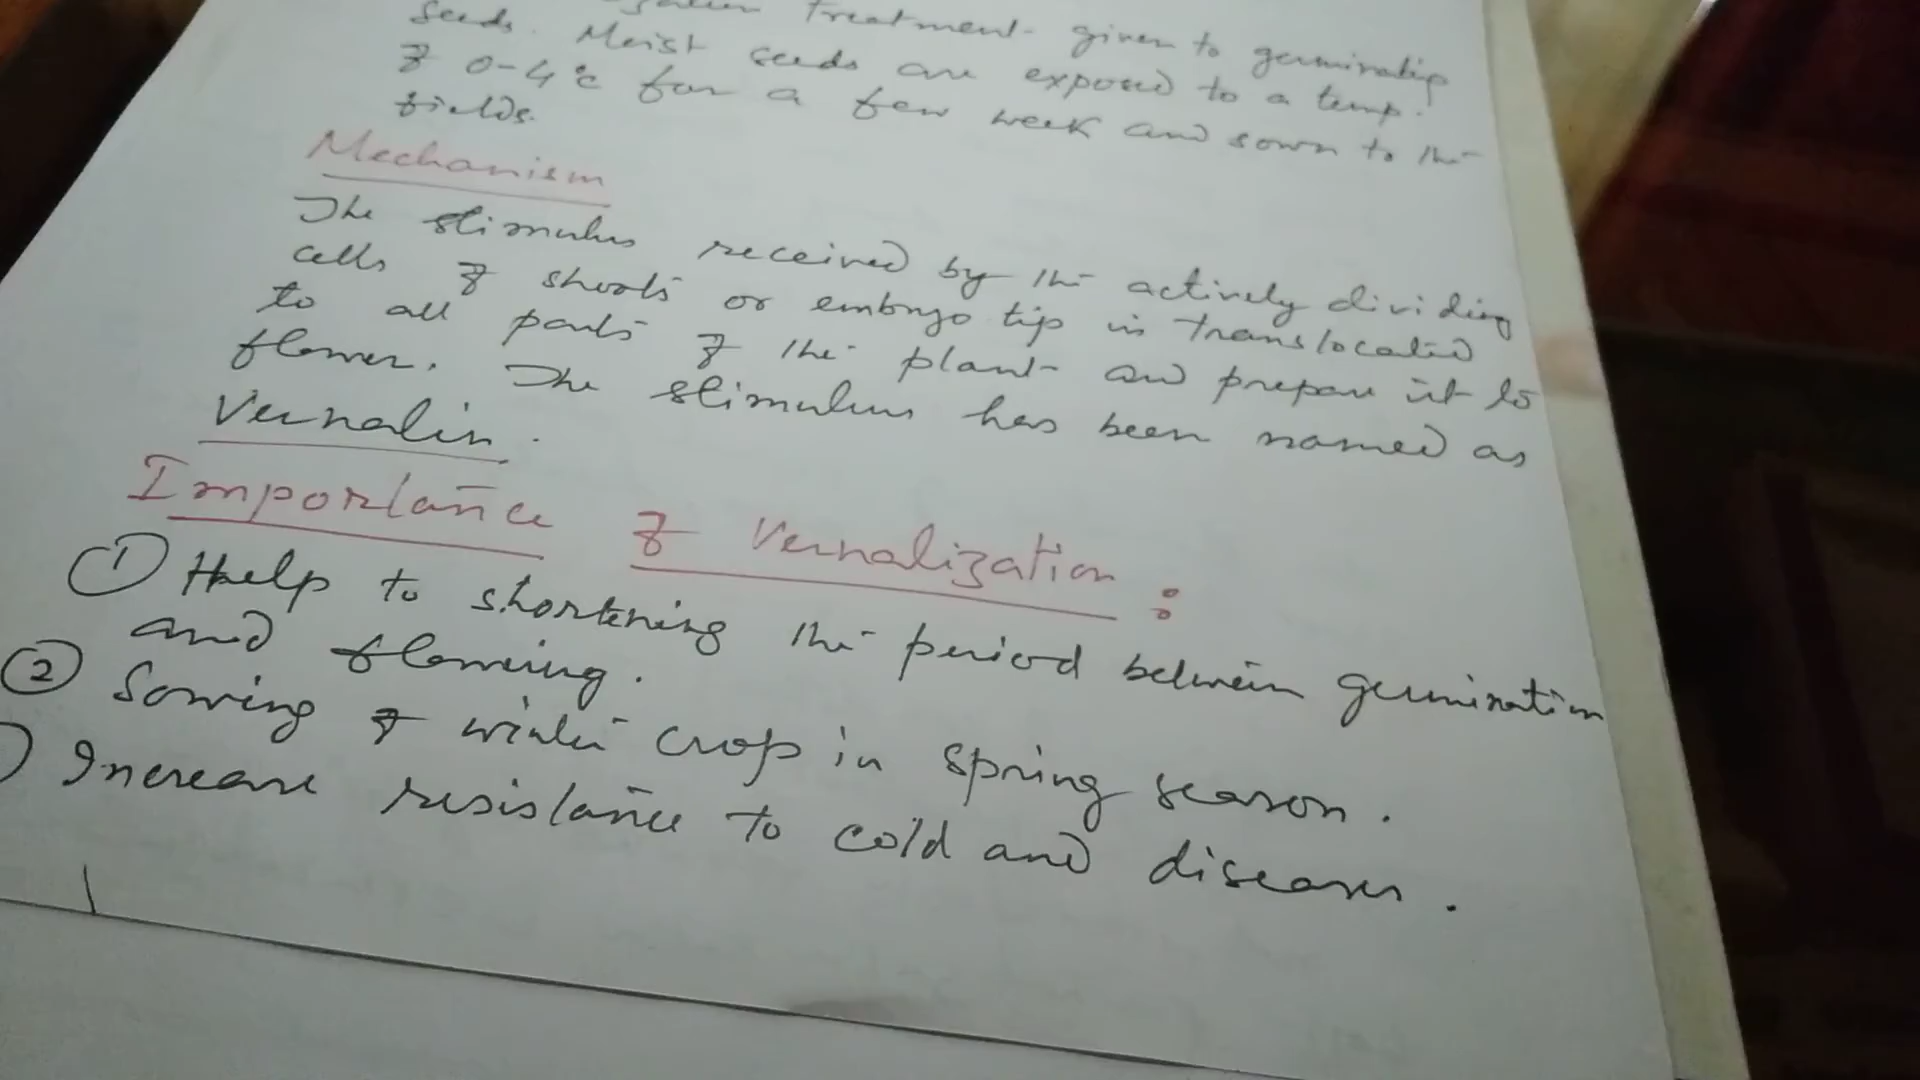 Treatment given to germinating
seeds. Moist seeds are exposed to a temp.
of 0-4°c for a few week and sown to the
fields.
Mechanism
The stimulus received by the actively dividing
cells of shoots or embryo tip is translocated
to all parts of the plant and prepare it to
flower. The stimulus has been named as
Vernalin.
Importance of Vernalization :
① Help to shortening the period between germination
and flowering.
② Sowing of winter crop in spring season.
) Increase resistance to cold and diseases.